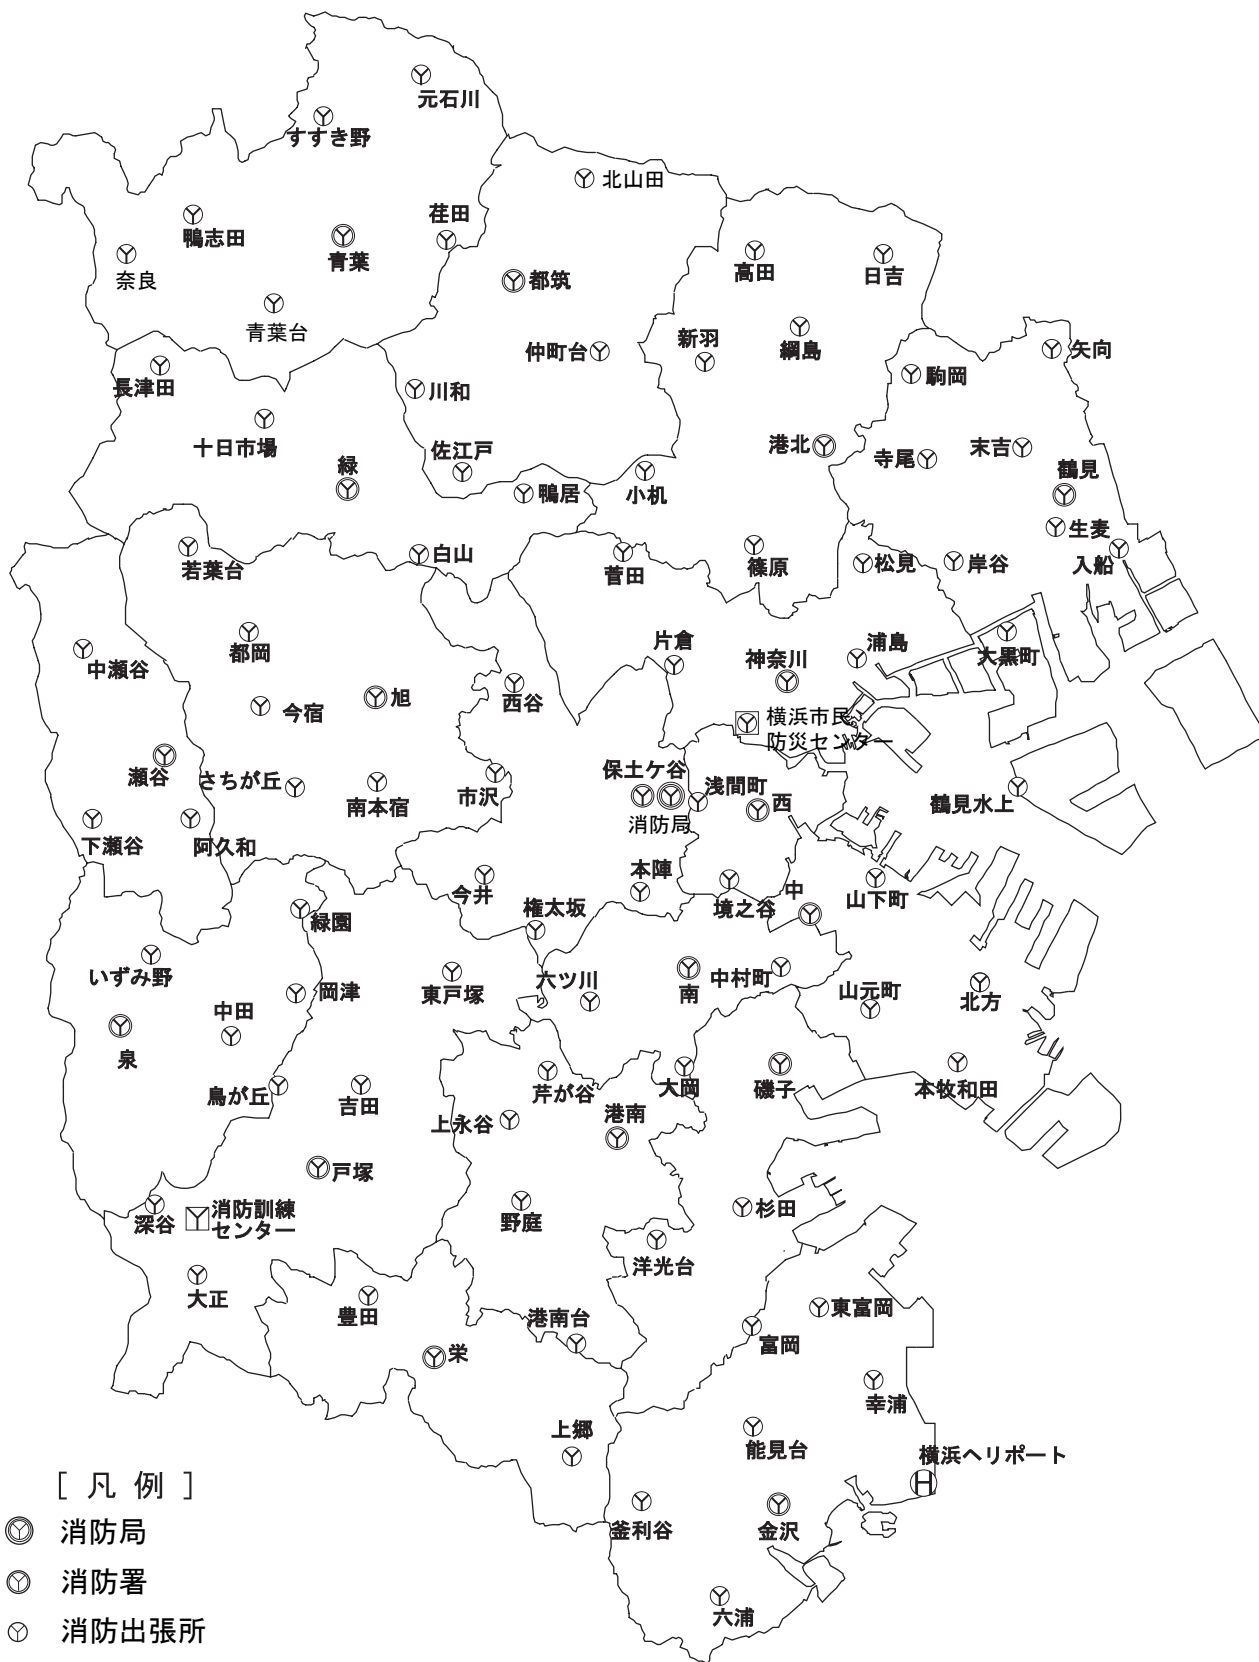 元石川
すすき野
北山田
鴨志田
青葉
荏田
奈良
都筑
高田
日吉
青葉台
仲町台
新羽
綱島
矢向
長津田
川和
駒岡
十日市場
緑
佐江戸
港北
寺尾
末吉
鶴見
鴨居
小机
生麦
若葉台
白山
菅田
篠原
松見
岸谷
入船
中瀬谷
都岡
片倉
神奈川
浦島
大黒町
今宿
旭
西谷
横浜市民
防災センター
瀬谷
さちが丘
南本宿
市沢
保土ケ谷
浅間町
西
鶴見水上
下瀬谷
阿久和
消防局
今井
本陣
境之谷
中
山下町
緑園
権太坂
いずみ野
岡津
東戸塚
六ツ川
南
中村町
山元町
北方
中田
泉
鳥が丘
吉田
芹が谷
大岡
磯子
本牧和田
上永谷
港南
戸塚
深谷
消防訓練
センター
野庭
杉田
洋光台
大正
豊田
港南台
東富岡
栄
富岡
幸浦
上郷
能見台
横浜ヘリポート
H
釜利谷
金沢
六浦
[ 凡 例 ]
消防局
消防署
消防出張所